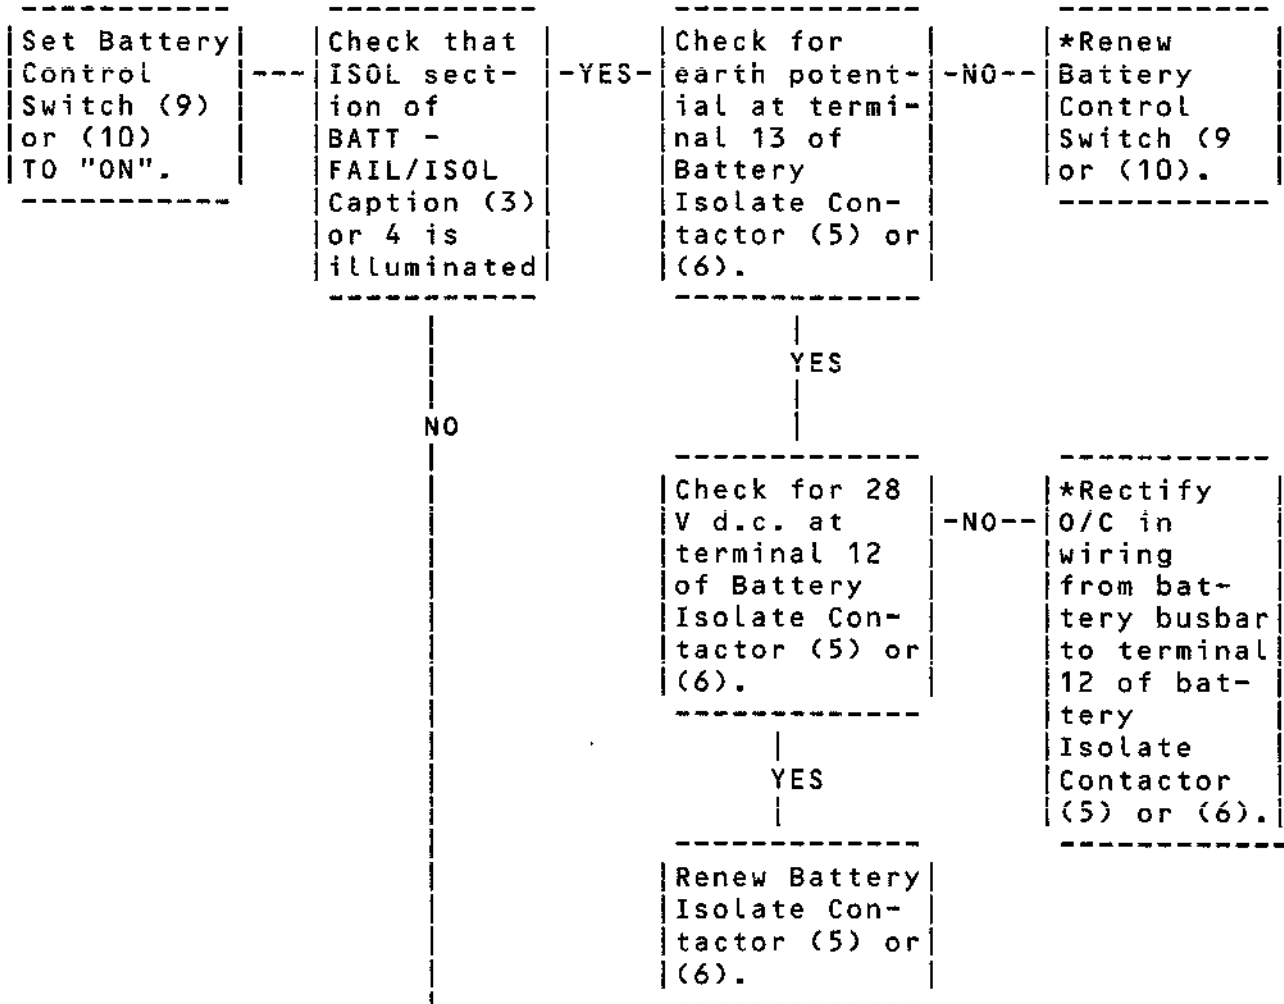 Set Battery
Control
Switch (9)
or (10)
TO "ON".
Check that
ISOL sect-
ion of
BATT -
FAIL/ISOL
Caption (3)
or 4 is
illuminated
YES
Check for
earth potent-
ial at termi-
nal 13 of
Battery
Isolate Con-
tactor (5) or
(6).
NO
*Renew
Battery
Control
Switch (9
or (10).
YES
NO
Check for 28
V d.c. at
terminal 12
of Battery
Isolate Con-
tactor (5) or
(6).
NO
*Rectify
O/C in
wiring
from bat-
tery busbar
to terminal
12 of bat-
tery
Isolate
Contactor
(5) or (6).
YES
Renew Battery
Isolate Con-
tactor (5) or
(6).